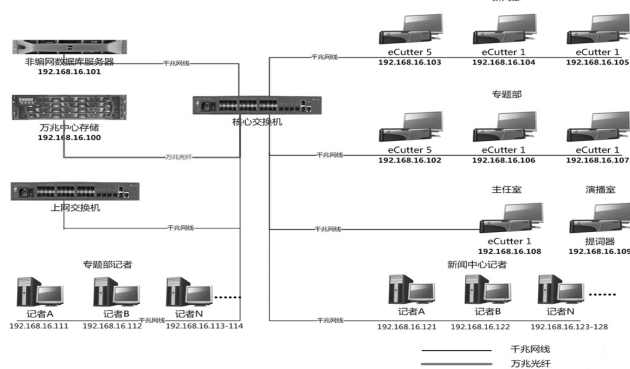 千兆网线
eCutter 5
eCutter 1
eCutter 1
非编网数据库服务器
192.168.16.101
千兆网线
192.168.16.103
192.168.16.104
192.168.16.105
专题部
核心交换机
万兆中心存储
192.168.16.100
万兆光纤
千兆网线
eCutter 5
eCutter 1
eCutter 1
192.168.16.102
192.168.16.106
192.168.16.107
主任室
演播室
上网交换机
千兆网线
千兆网线
eCutter 1
提词器
192.168.16.108
192.168.16.109
专题部记者
新闻中心记者
记者A
记者B
记者N
记者A
记者B
记者N
192.168.16.111
192.168.16.112
千兆网线
192.168.16.113-114
192.168.16.121
192.168.16.122
192.168.16.123-128
千兆网线
万兆光纤